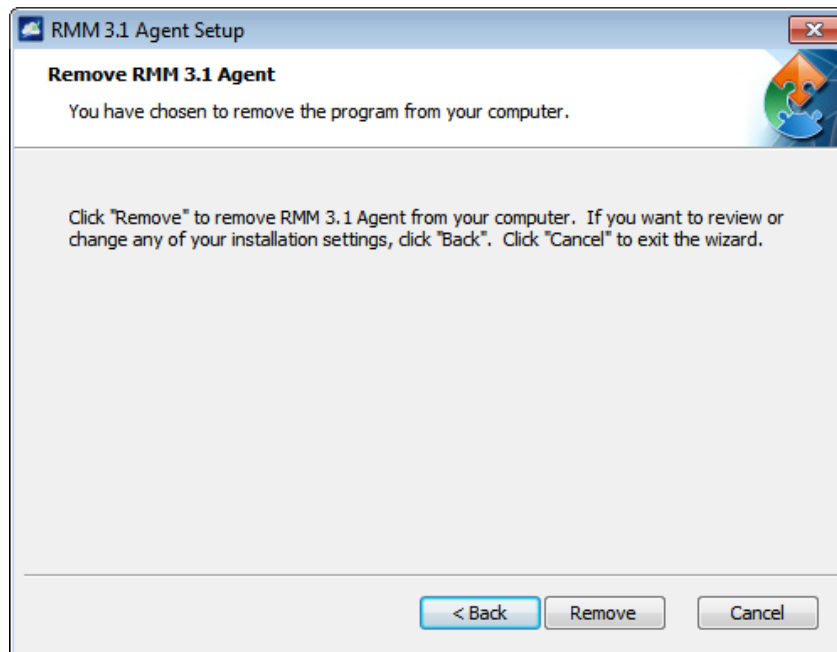 RMM 3.1 Agent Setup
Remove RMM 3.1 Agent
You have chosen to remove the program from your computer.
Click "Remove" to remove RMM 3.1 Agent from your computer.  If you want to review or
change any of your installation settings, click "Back".  Click "Cancel" to exit the wizard.
< Back Remove Cancel